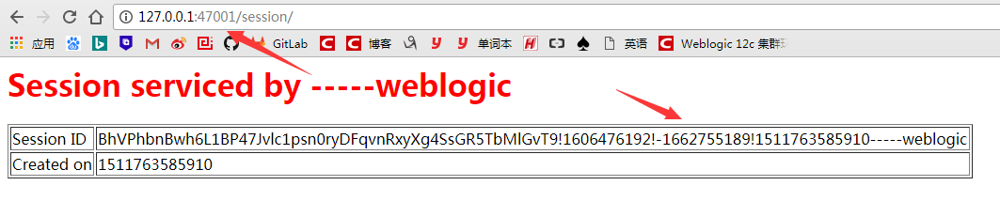 127.0.0.1:47001/session/
应用 GitLab C C 博客 y y 单词本 H 英语 C Weblogic 12c 集群环
Session serviced by -----weblogic
Session ID BhVPhbnBwh6L1BP47Jvlc1psn0ryDFqvnRxyXg4SsGR5TbMlGvT9!1606476192!-1662755189!1511763585910-----weblogic
Created on 1511763585910